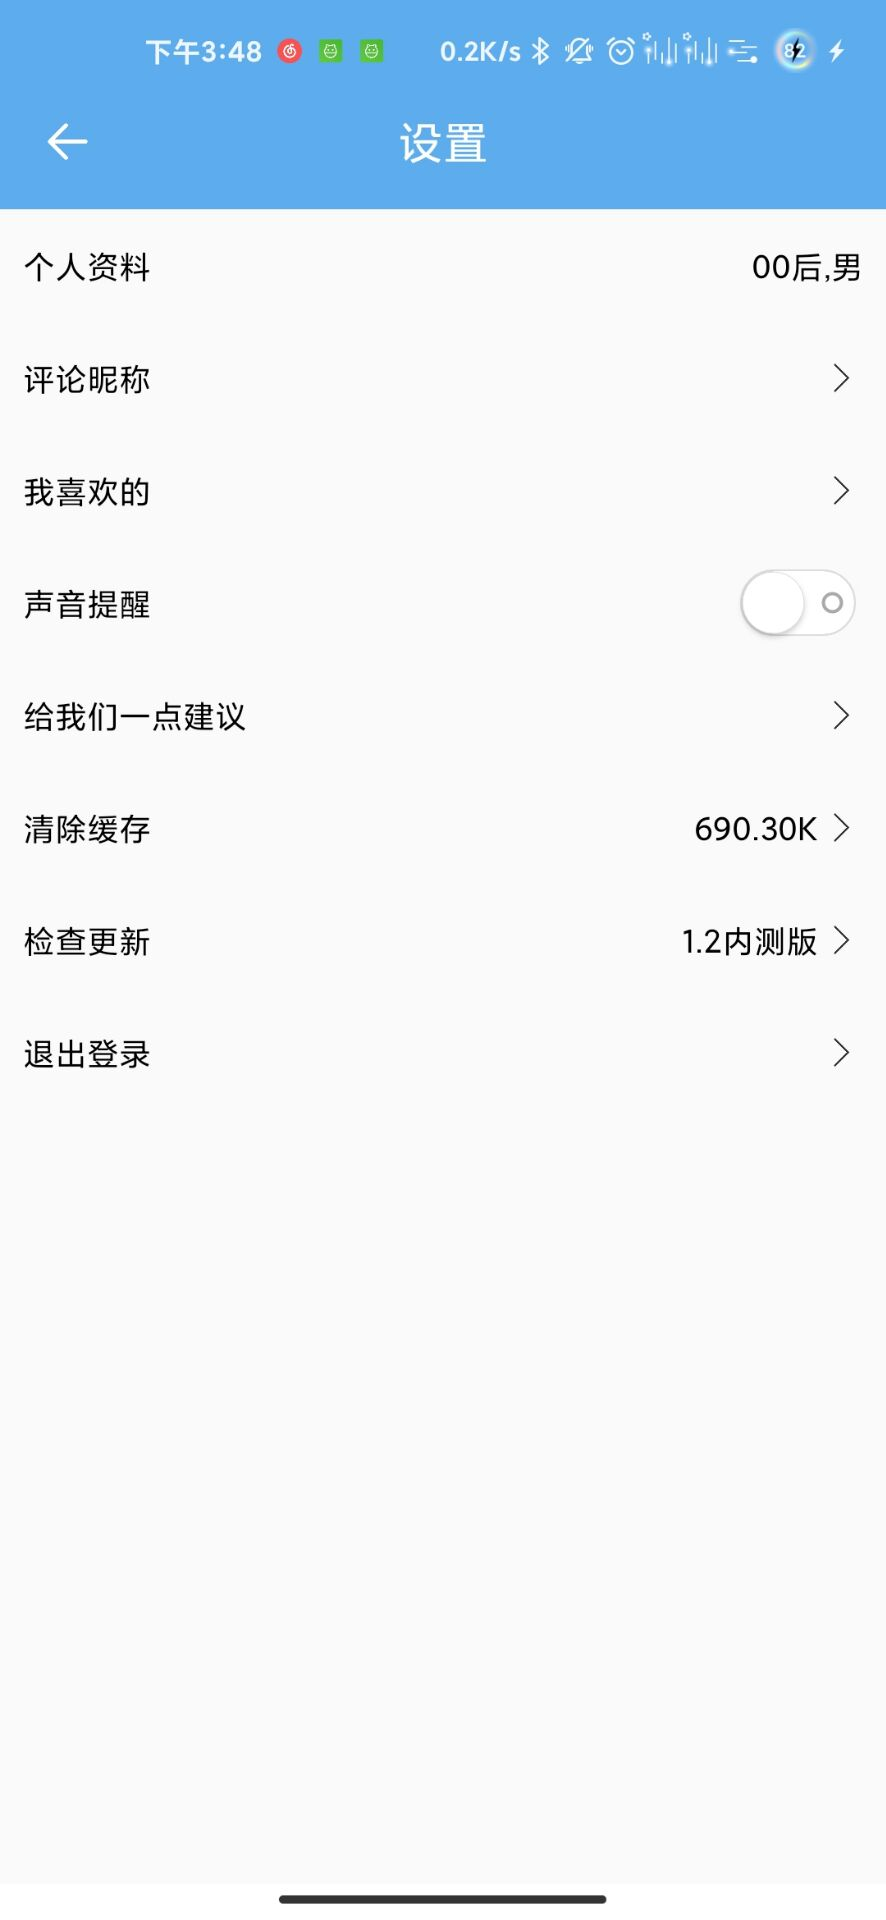 下午3:48 0.2K/s 82
设置
个人资料 00后,男
评论昵称
我喜欢的
声音提醒
给我们一点建议
清除缓存 690.30K
检查更新 1.2内测版
退出登录